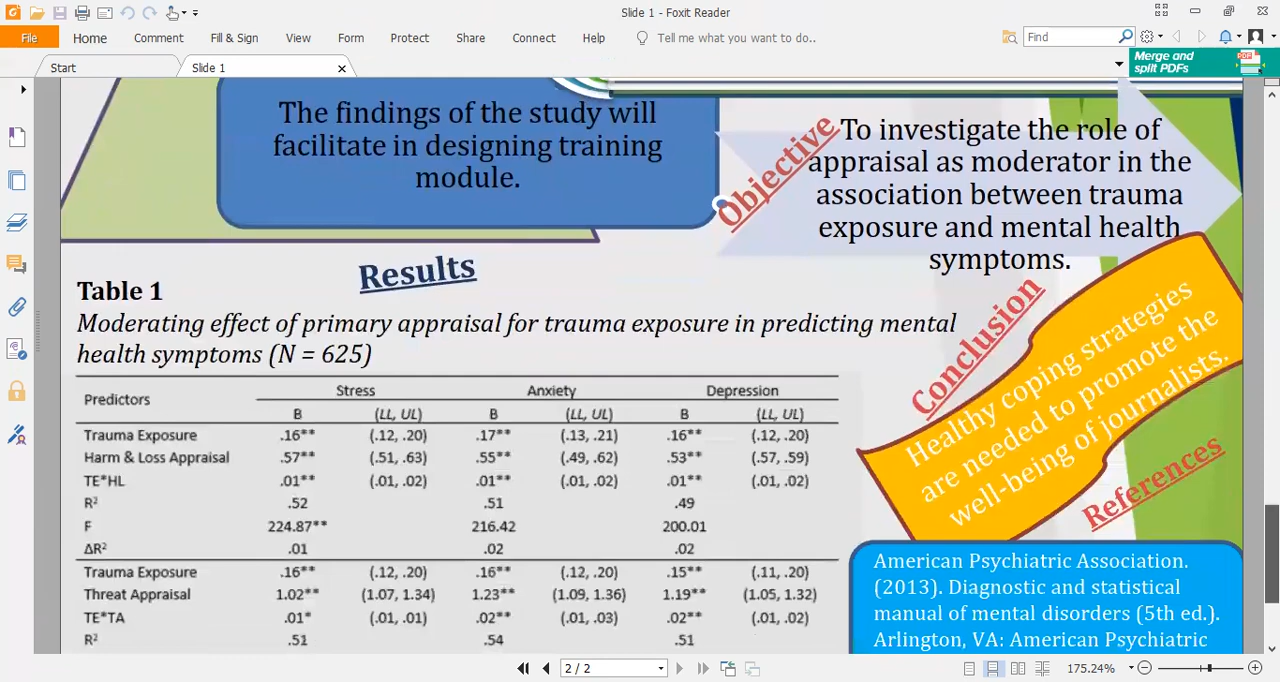 Slide 1 - Foxit Reader
File Home Comment Fill & Sign View Form Protect Share Connect Help Tell me what you want to do.. Find
Start Slide 1
Merge and
split PDFs
The findings of the study will
facilitate in designing training
module.
Objective
To investigate the role of
appraisal as moderator in the
association between trauma
exposure and mental health
symptoms.
Results
Table 1
Moderating effect of primary appraisal for trauma exposure in predicting mental
health symptoms (N = 625)
Predictors Stress Anxiety Depression
B (LL, UL) B (LL, UL) B (LL, UL)
Trauma Exposure .16** (.12, .20) .17** (.13, .21) .16** (.12, .20)
Harm & Loss Appraisal .57** (.51, .63) .55** (.49, .62) .53** (.57, .59)
TE*HL .01** (.01, .02) .01** (.01, .02) .01** (.01, .02)
R² .52 .51 .49
F 224.87** 216.42 200.01
ΔR² .01 .02 .02
Trauma Exposure .16** (.12, .20) .16** (.12, .20) .15** (.11, .20)
Threat Appraisal 1.02** (1.07, 1.34) 1.23** (1.09, 1.36) 1.19** (1.05, 1.32)
TE*TA .01* (.01, .01) .02** (.01, .03) .02** (.01, .02)
R² .51 .54 .51
Conclusion
Healthy coping strategies
are needed to promote the
well-being of journalists.
References
American Psychiatric Association.
(2013). Diagnostic and statistical
manual of mental disorders (5th ed.).
Arlington, VA: American Psychiatric
2 / 2 175.24%